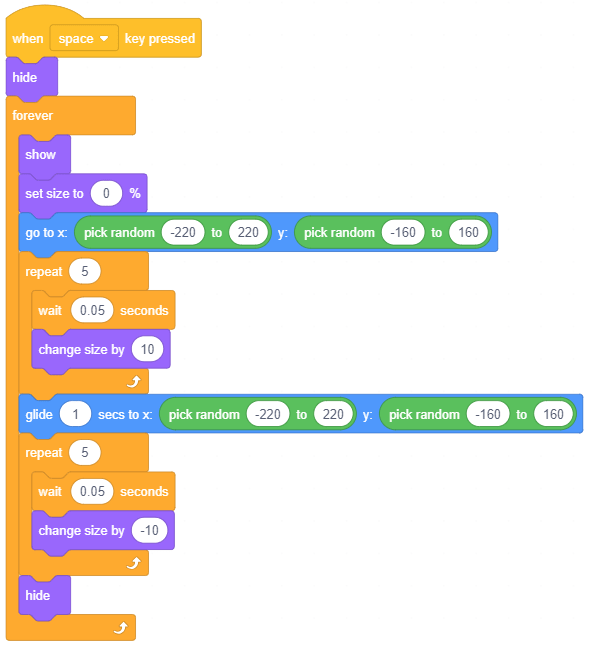 when space key pressed
hide
forever
show
set size to 0 %
go to x: pick random -220 to 220 y: pick random -160 to 160
repeat 5
wait 0.05 seconds
change size by 10
glide 1 secs to x: pick random -220 to 220 y: pick random -160 to 160
repeat 5
wait 0.05 seconds
change size by -10
hide